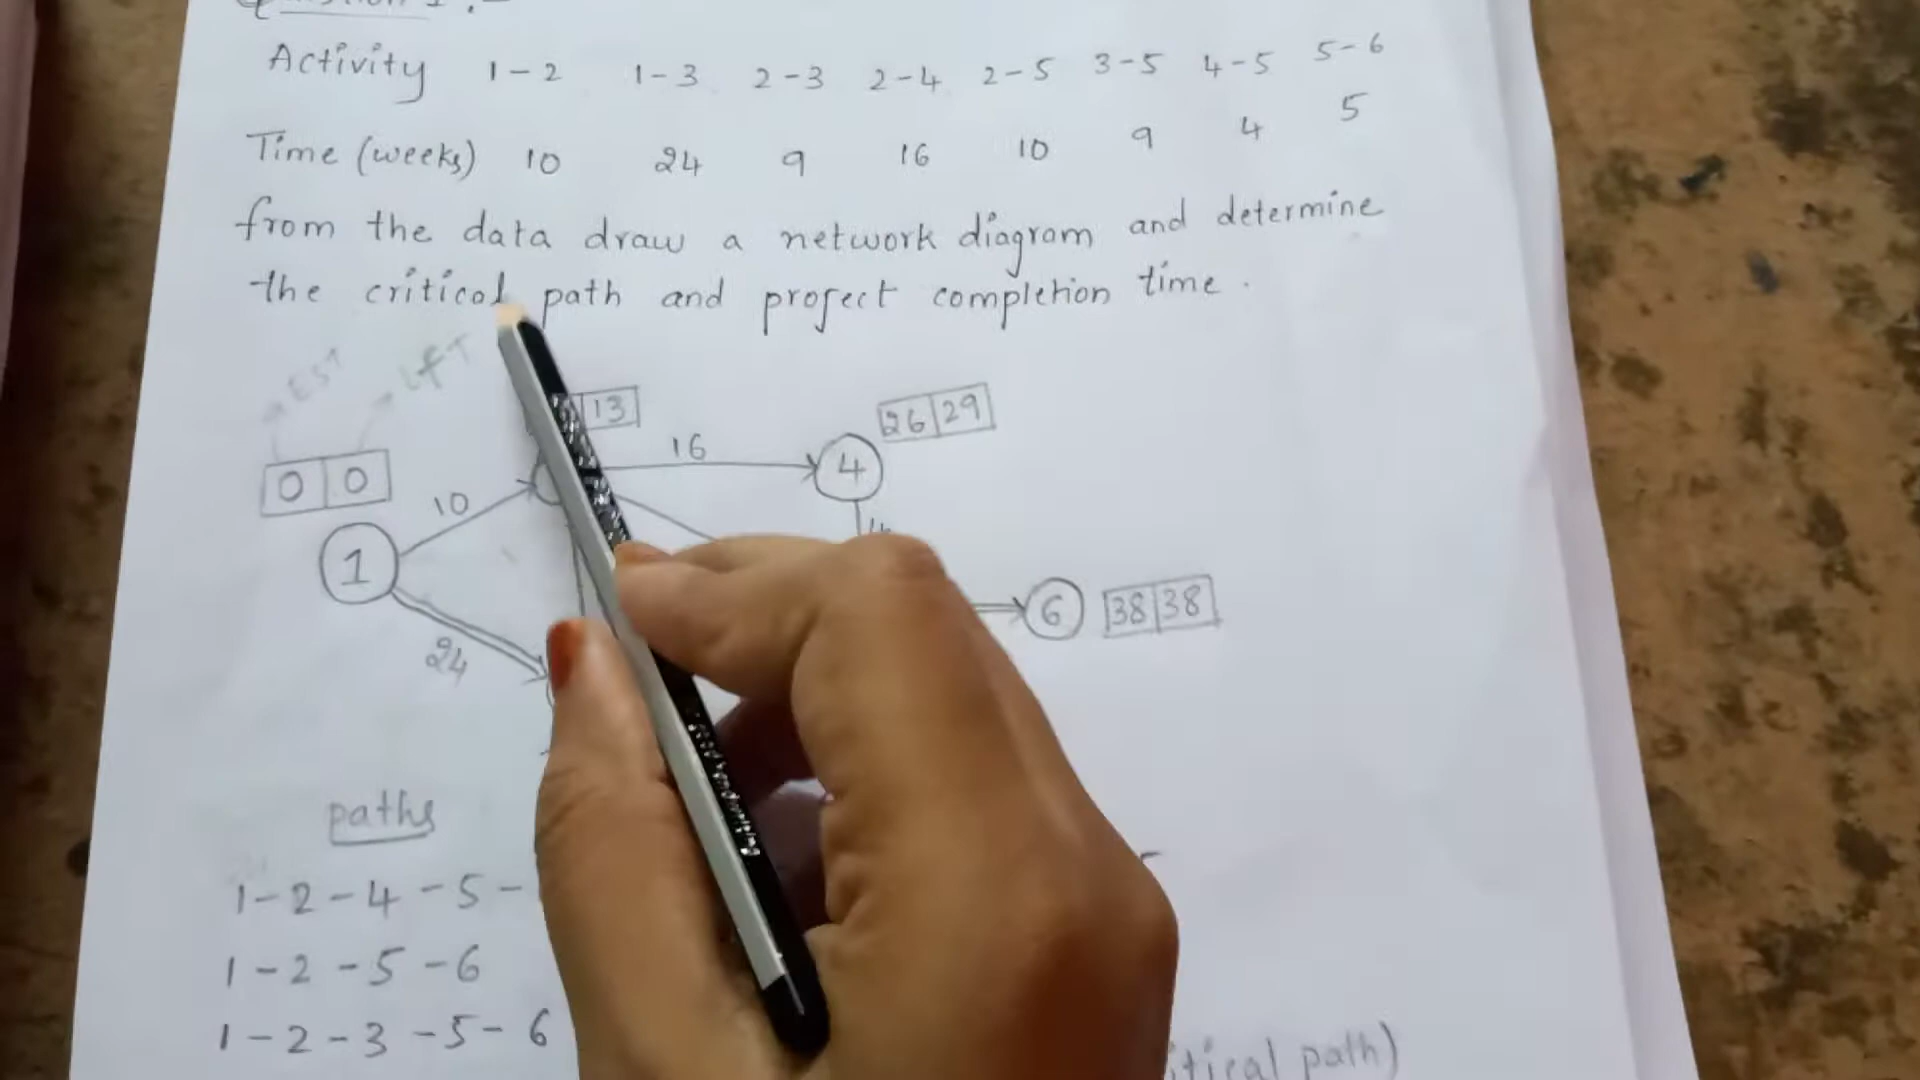 Activity 1-2 1-3 2-3 2-4 2-5 3-5 4-5 5-6
Time (weeks) 10 24 9 16 10 9 4 5
from the data draw a network diagram and determine
the critical path and project completion time.
EST LFT
13
26 29
0 0
16
4
10
1
24
6
38 38
paths
1-2-4-5-
1-2-5-6
1-2-3-5-6
path)